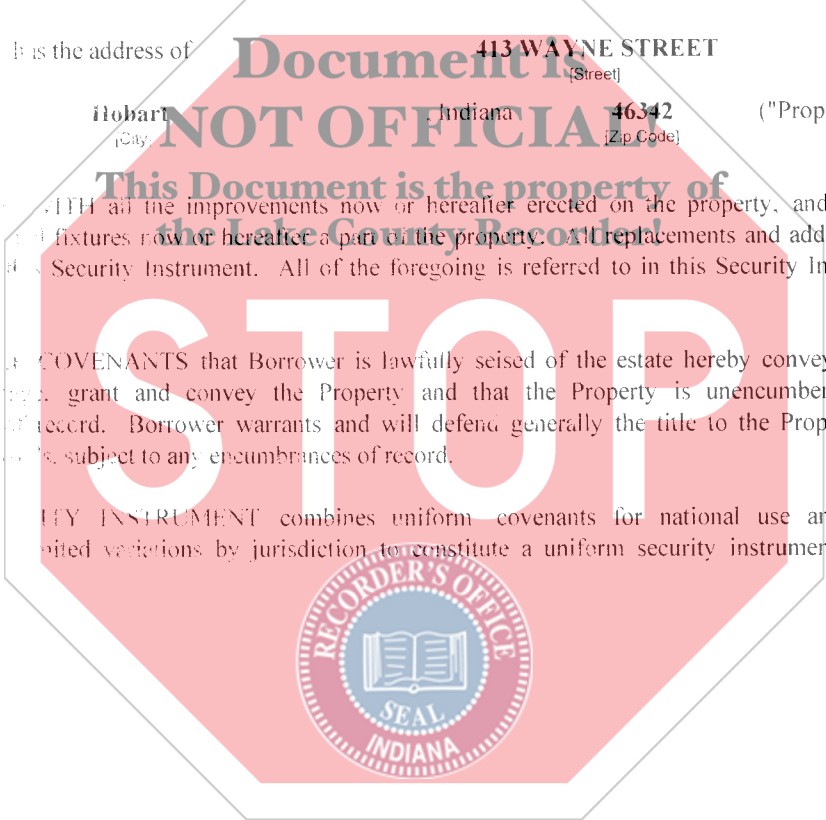 is the address of 413 WAYNE STREET
[Street]
Hobart , Indiana 46342 ("Prop
[City] [Zip Code]
Document is
NOT OFFICIAL!
This Document is the property of
the Lake County Recorder!
WITH all the improvements now or hereafter erected on the property, and
fixtures now or hereafter a part of the property. All replacements and add
Security Instrument. All of the foregoing is referred to in this Security In
STOP
COVENANTS that Borrower is lawfully seised of the estate hereby convey
grant and convey the Property and that the Property is unencumber
of record. Borrower warrants and will defend generally the title to the Prop
subject to any encumbrances of record.
ITY INSTRUMENT combines uniform covenants for national use an
mited variations by jurisdiction to constitute a uniform security instrumen
RECORDER'S OFFICE
SEAL
INDIANA